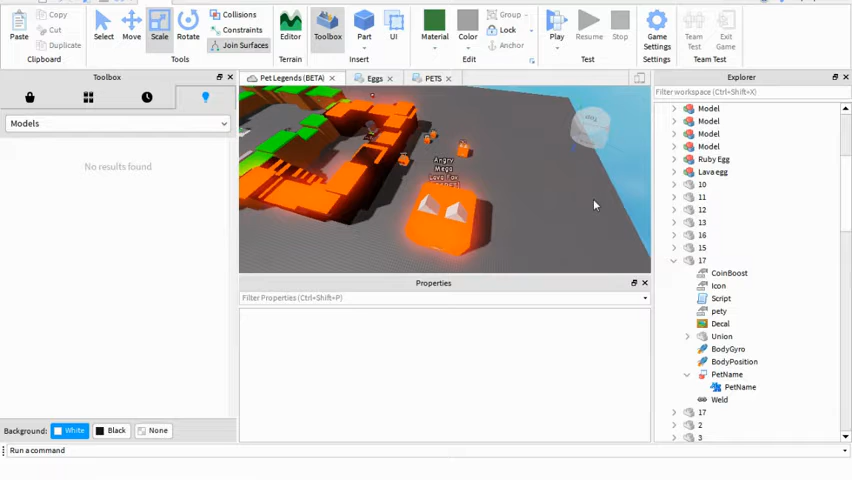 Paste
Copy
Cut
Duplicate
Clipboard
Select
Move
Scale
Rotate
Collisions
Constraints
Join Surfaces
Tools
Editor
Terrain
Toolbox
Part
UI
Insert
Material
Color
Group
Lock
Anchor
Edit
Play
Resume
Stop
Test
Game
Settings
Settings
Team
Test
Exit
Game
Team Test
Toolbox
Models
No results found
Background:
White
Black
None
Run a command
Pet Legends (BETA)
Eggs
PETS
Angry
Mega
Lava Fox
Properties
Filter Properties (Ctrl+Shift+P)
Explorer
Filter workspace (Ctrl+Shift+X)
Model
Model
Model
Model
Ruby Egg
Lava egg
10
11
12
13
16
15
17
CoinBoost
Icon
Script
pety
Decal
Union
BodyGyro
BodyPosition
PetName
PetName
Weld
17
2
3